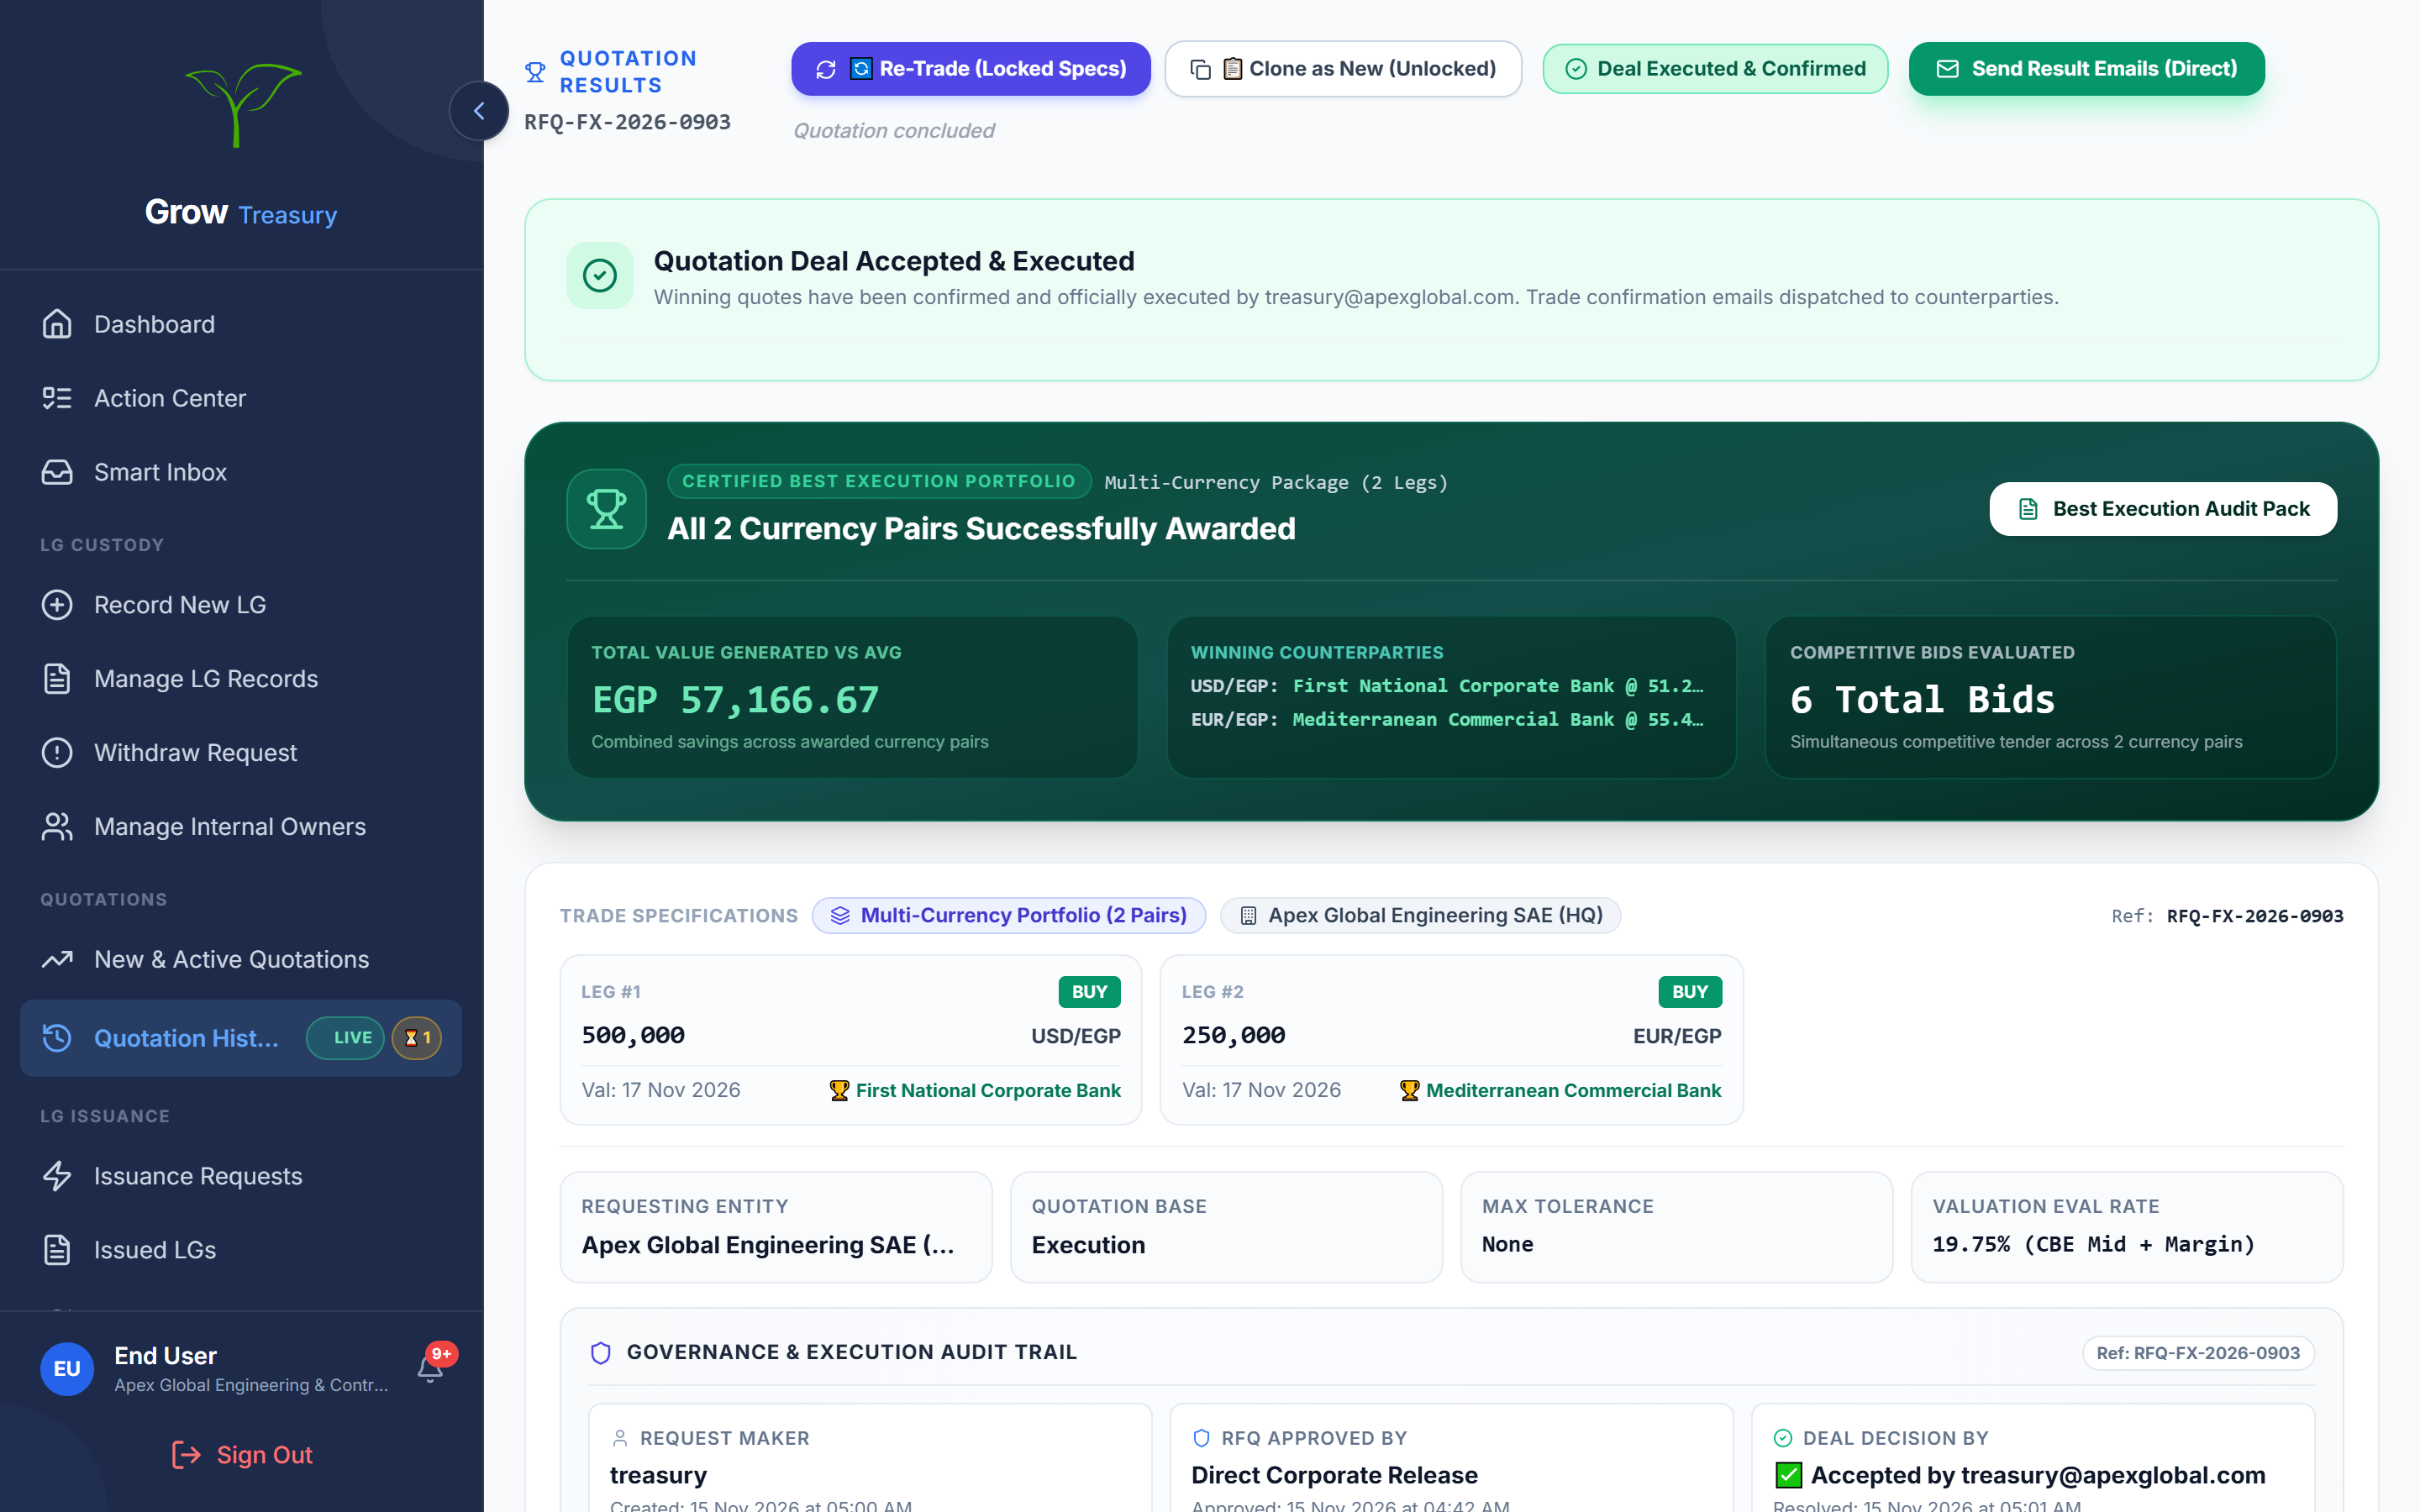 Grow Treasury
Dashboard
Action Center
Smart Inbox
LG CUSTODY
Record New LG
Manage LG Records
Withdraw Request
Manage Internal Owners
QUOTATIONS
New & Active Quotations
Quotation Hist... LIVE ⏳ 1
LG ISSUANCE
Issuance Requests
Issued LGs
EU End User 9+
Apex Global Engineering & Contr...
Sign Out
QUOTATION
RESULTS
RFQ-FX-2026-0903
🔄 Re-Trade (Locked Specs) 📋 Clone as New (Unlocked) Deal Executed & Confirmed Send Result Emails (Direct)
Quotation concluded
Quotation Deal Accepted & Executed
Winning quotes have been confirmed and officially executed by treasury@apexglobal.com. Trade confirmation emails dispatched to counterparties.
CERTIFIED BEST EXECUTION PORTFOLIO Multi-Currency Package (2 Legs)
All 2 Currency Pairs Successfully Awarded
Best Execution Audit Pack
TOTAL VALUE GENERATED VS AVG
EGP 57,166.67
Combined savings across awarded currency pairs
WINNING COUNTERPARTIES
USD/EGP: First National Corporate Bank @ 51.2…
EUR/EGP: Mediterranean Commercial Bank @ 55.4…
COMPETITIVE BIDS EVALUATED
6 Total Bids
Simultaneous competitive tender across 2 currency pairs
TRADE SPECIFICATIONS Multi-Currency Portfolio (2 Pairs) Apex Global Engineering SAE (HQ) Ref: RFQ-FX-2026-0903
LEG #1 BUY
500,000 USD/EGP
Val: 17 Nov 2026 🏆 First National Corporate Bank
LEG #2 BUY
250,000 EUR/EGP
Val: 17 Nov 2026 🏆 Mediterranean Commercial Bank
REQUESTING ENTITY
Apex Global Engineering SAE (...
QUOTATION BASE
Execution
MAX TOLERANCE
None
VALUATION EVAL RATE
19.75% (CBE Mid + Margin)
GOVERNANCE & EXECUTION AUDIT TRAIL Ref: RFQ-FX-2026-0903
REQUEST MAKER
treasury
Created: 15 Nov 2026 at 05:00 AM
RFQ APPROVED BY
Direct Corporate Release
Approved: 15 Nov 2026 at 04:42 AM
DEAL DECISION BY
✅ Accepted by treasury@apexglobal.com
Resolved: 15 Nov 2026 at 05:01 AM